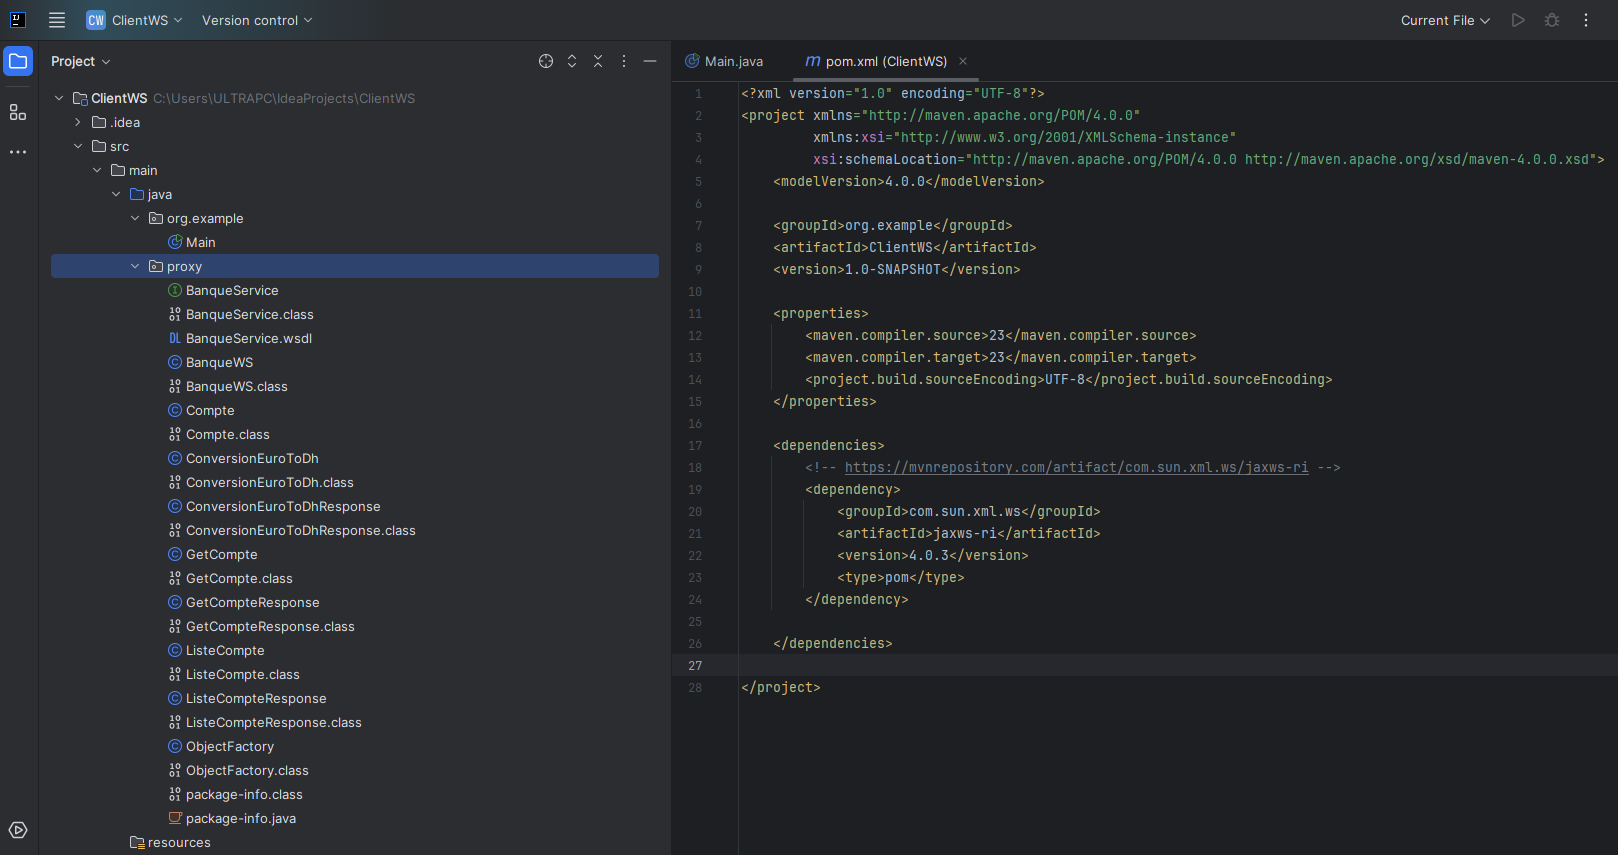 CW ClientWS Version control Current File
Project
Main.java
m pom.xml (ClientWS)
ClientWS C:\Users\ULTRAPC\IdeaProjects\ClientWS
.idea
src
main
java
org.example
Main
proxy
BanqueService
BanqueService.class
DL BanqueService.wsdl
BanqueWS
BanqueWS.class
Compte
Compte.class
ConversionEuroToDh
ConversionEuroToDh.class
ConversionEuroToDhResponse
ConversionEuroToDhResponse.class
GetCompte
GetCompte.class
GetCompteResponse
GetCompteResponse.class
ListeCompte
ListeCompte.class
ListeCompteResponse
ListeCompteResponse.class
ObjectFactory
ObjectFactory.class
package-info.class
package-info.java
resources
1 <?xml version="1.0" encoding="UTF-8"?>
2 <project xmlns="http://maven.apache.org/POM/4.0.0"
3 xmlns:xsi="http://www.w3.org/2001/XMLSchema-instance"
4 xsi:schemaLocation="http://maven.apache.org/POM/4.0.0 http://maven.apache.org/xsd/maven-4.0.0.xsd">
5 <modelVersion>4.0.0</modelVersion>
6
7 <groupId>org.example</groupId>
8 <artifactId>ClientWS</artifactId>
9 <version>1.0-SNAPSHOT</version>
10
11 <properties>
12 <maven.compiler.source>23</maven.compiler.source>
13 <maven.compiler.target>23</maven.compiler.target>
14 <project.build.sourceEncoding>UTF-8</project.build.sourceEncoding>
15 </properties>
16
17 <dependencies>
18 <!-- https://mvnrepository.com/artifact/com.sun.xml.ws/jaxws-ri -->
19 <dependency>
20 <groupId>com.sun.xml.ws</groupId>
21 <artifactId>jaxws-ri</artifactId>
22 <version>4.0.3</version>
23 <type>pom</type>
24 </dependency>
25
26 </dependencies>
27
28 </project>